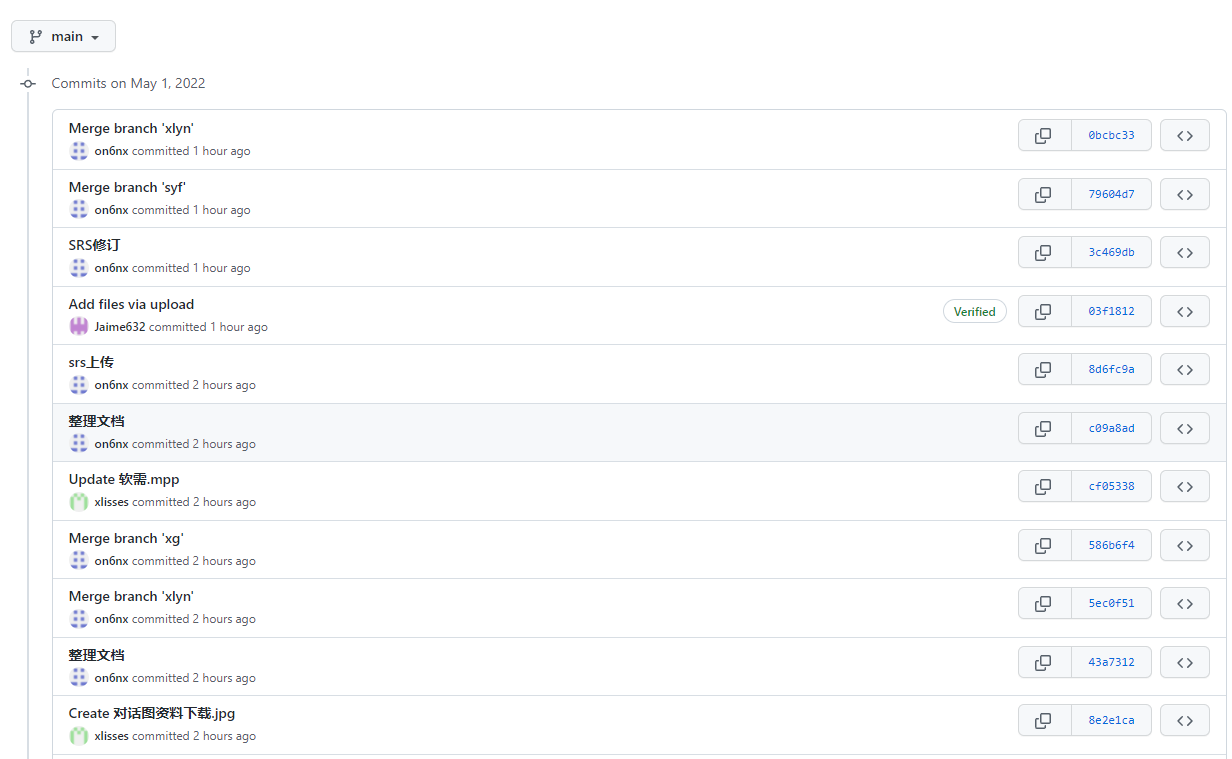 main
Commits on May 1, 2022
Merge branch 'xlyn'
on6nx committed 1 hour ago
0bcbc33
Merge branch 'syf'
on6nx committed 1 hour ago
79604d7
SRS修订
on6nx committed 1 hour ago
3c469db
Add files via upload
Jaime632 committed 1 hour ago
Verified
03f1812
srs上传
on6nx committed 2 hours ago
8d6fc9a
整理文档
on6nx committed 2 hours ago
c09a8ad
Update 软需.mpp
xlisses committed 2 hours ago
cf05338
Merge branch 'xg'
on6nx committed 2 hours ago
586b6f4
Merge branch 'xlyn'
on6nx committed 2 hours ago
5ec0f51
整理文档
on6nx committed 2 hours ago
43a7312
Create 对话图资料下载.jpg
xlisses committed 2 hours ago
8e2e1ca